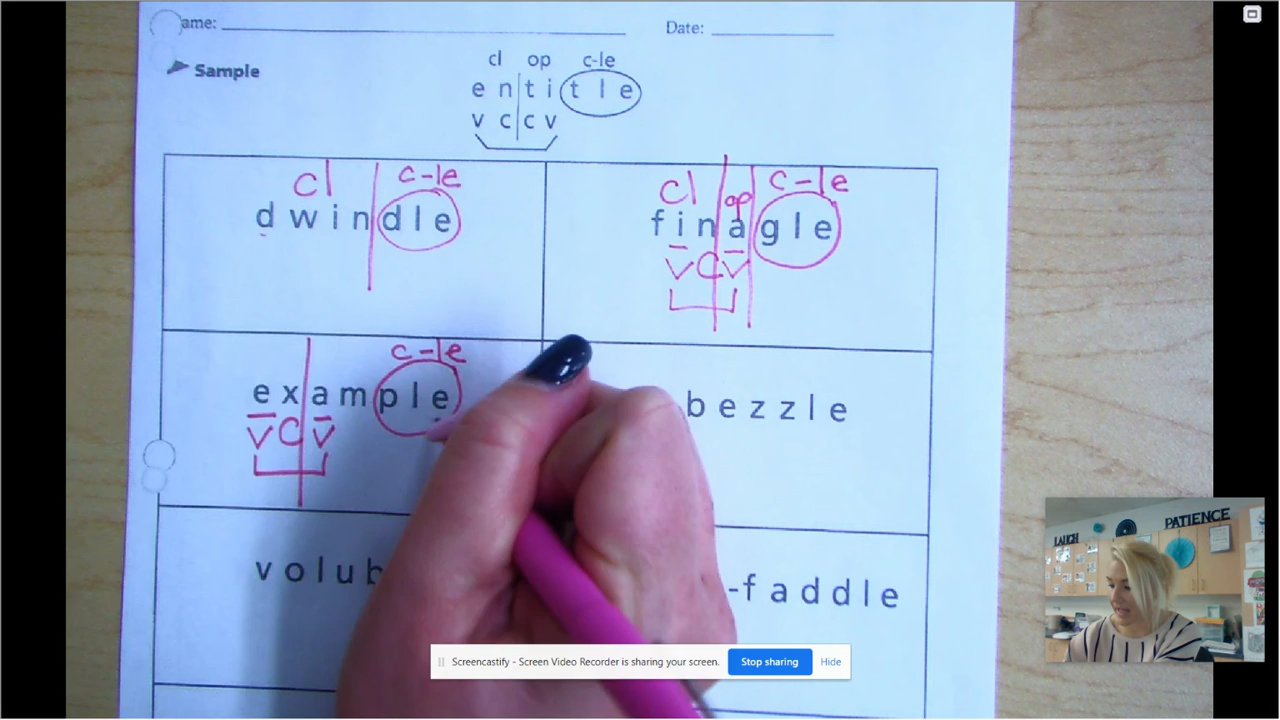 ame: Date:
Sample
cl op c-le
e n t i t l e
v c c v
cl c-le
d w i n d l e
cl op c-le
f i n a g l e
v c v
c-le
e x a m p l e
v c v
b e z z l e
v o l u b
-f a d d l e
LAUGH
PATIENCE
Screencastify - Screen Video Recorder is sharing your screen. Stop sharing Hide